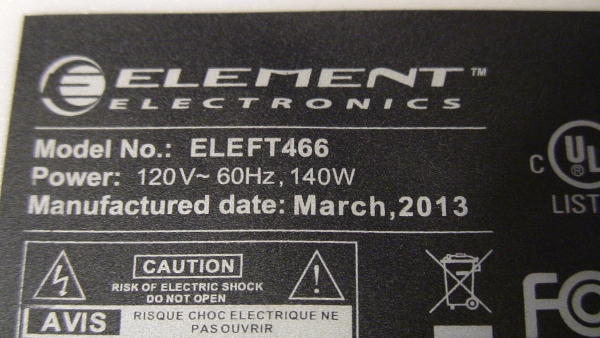 ELEMENT™
ELECTRONICS
Model No.: ELEFT466
Power: 120V~ 60Hz, 140W
Manufactured date: March,2013
C UL ®
LIST
CAUTION
RISK OF ELECTRIC SHOCK
DO NOT OPEN
AVIS RISQUE CHOC ELECTRIQUE NE
PAS OUVRIR
FC